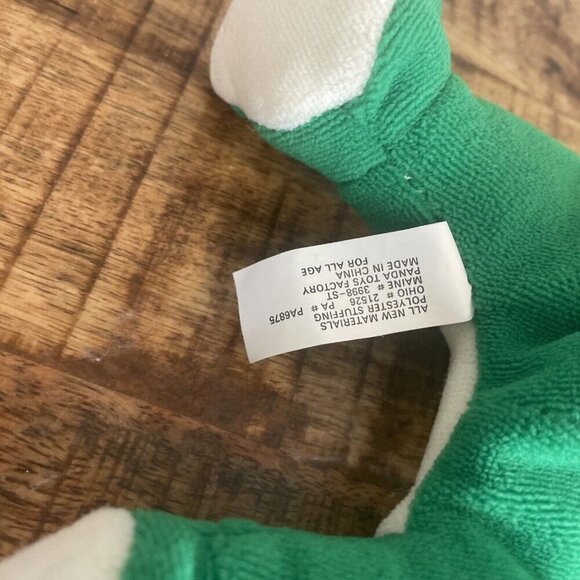 ALL NEW MATERIALS
POLYESTER STUFFING
OHIO # 21526 PA # PA6875
MAINE # 3998-ST
PANDA TOYS FACTORY
MADE IN CHINA
FOR ALL AGE